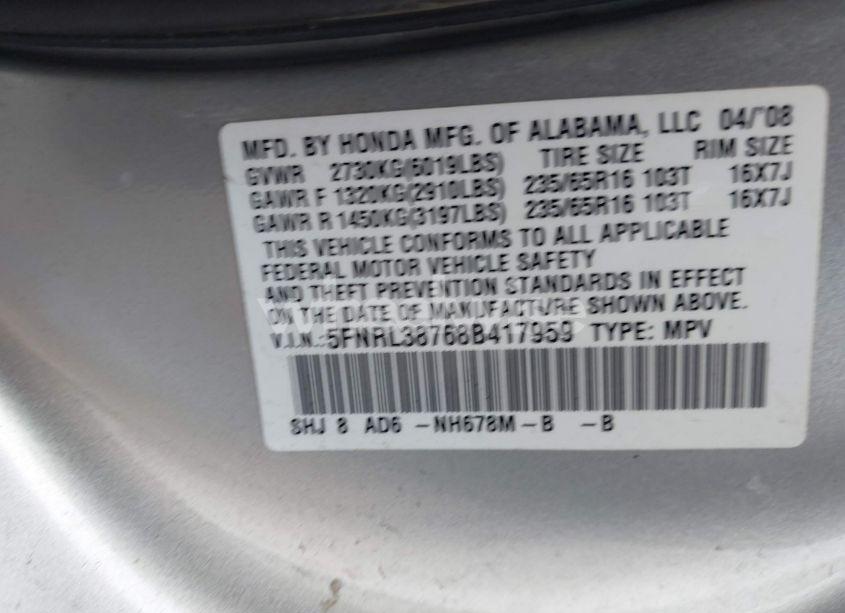 MFD. BY HONDA MFG. OF ALABAMA, LLC 04/'08
GVWR 2730KG(6019LBS) TIRE SIZE RIM SIZE
GAWR F 1320KG(2910LBS) 235/65R16 103T 16X7J
GAWR R 1450KG(3197LBS) 235/65R16 103T 16X7J
THIS VEHICLE CONFORMS TO ALL APPLICABLE
FEDERAL MOTOR VEHICLE SAFETY
AND THEFT PREVENTION STANDARDS IN EFFECT
ON THE DATE OF MANUFACTURE SHOWN ABOVE.
V.I.N.:5FNRL38768B417959 TYPE: MPV
SHJ 8 AD6 -NH678M-B -B